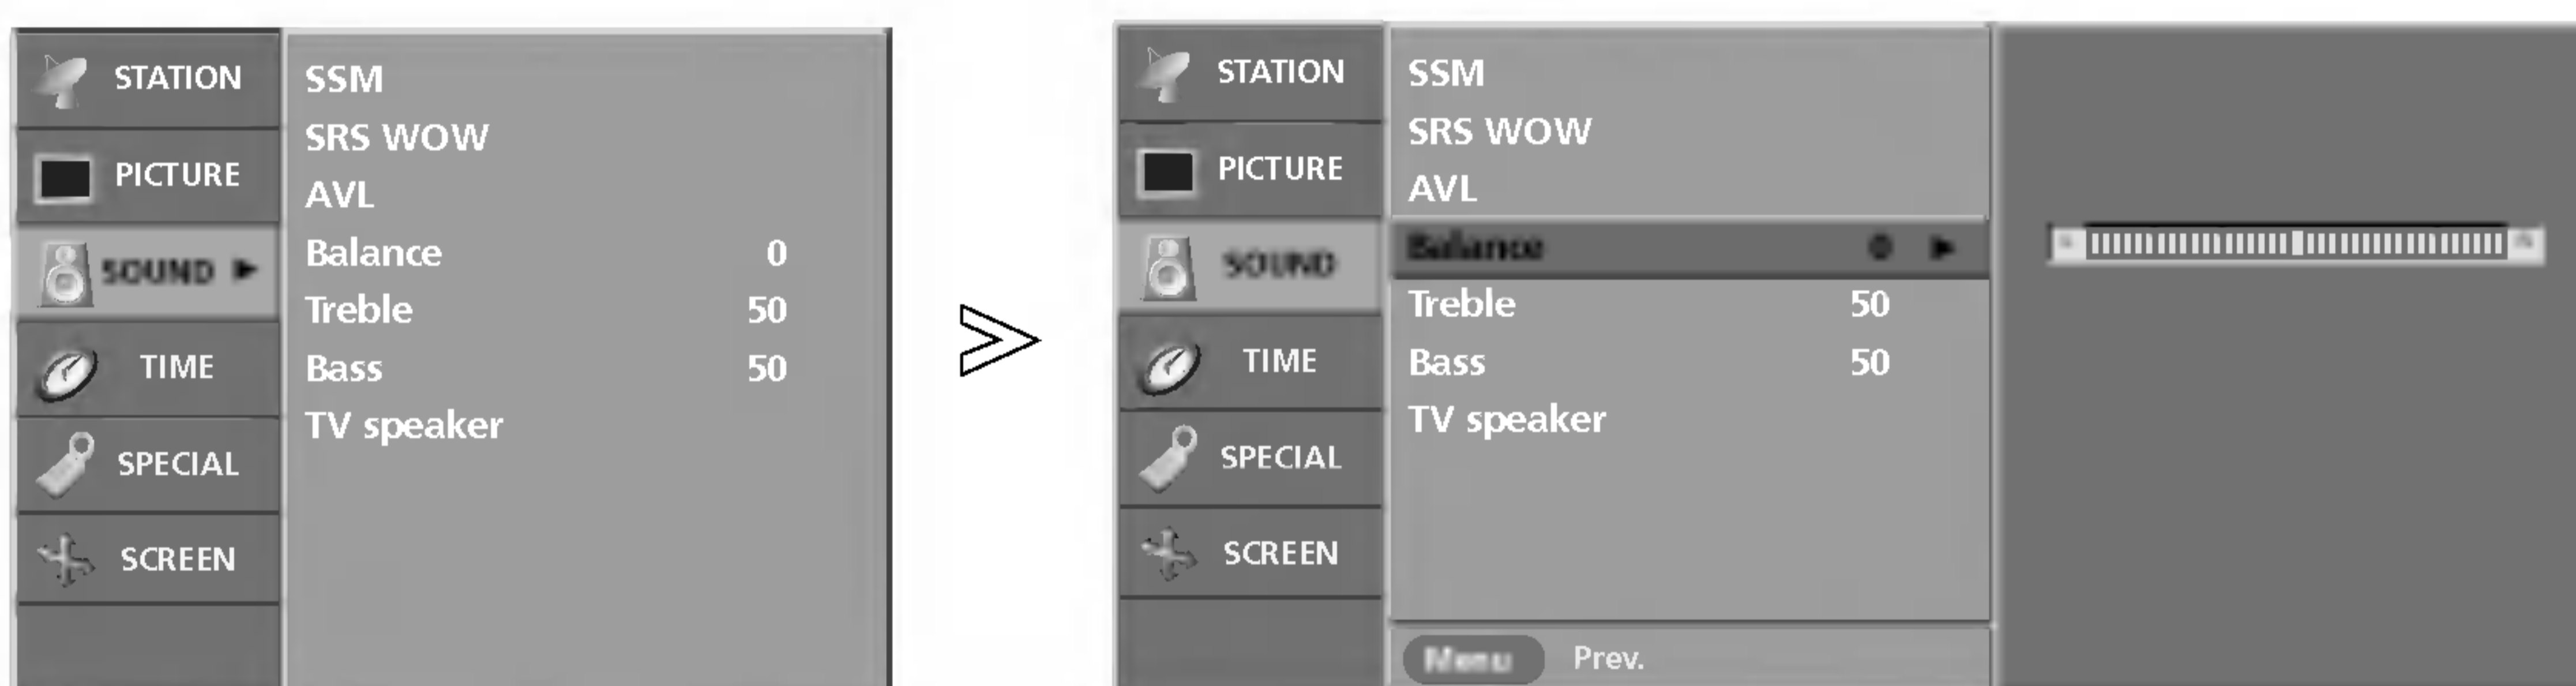 STATION
PICTURE
SOUND ►
TIME
SPECIAL
SCREEN
SSM
SRS WOW
AVL
Balance 0
Treble 50
Bass 50
TV speaker
STATION
PICTURE
SOUND
TIME
SPECIAL
SCREEN
SSM
SRS WOW
AVL
Balance 0 ►
Treble 50
Bass 50
TV speaker
Menu Prev.